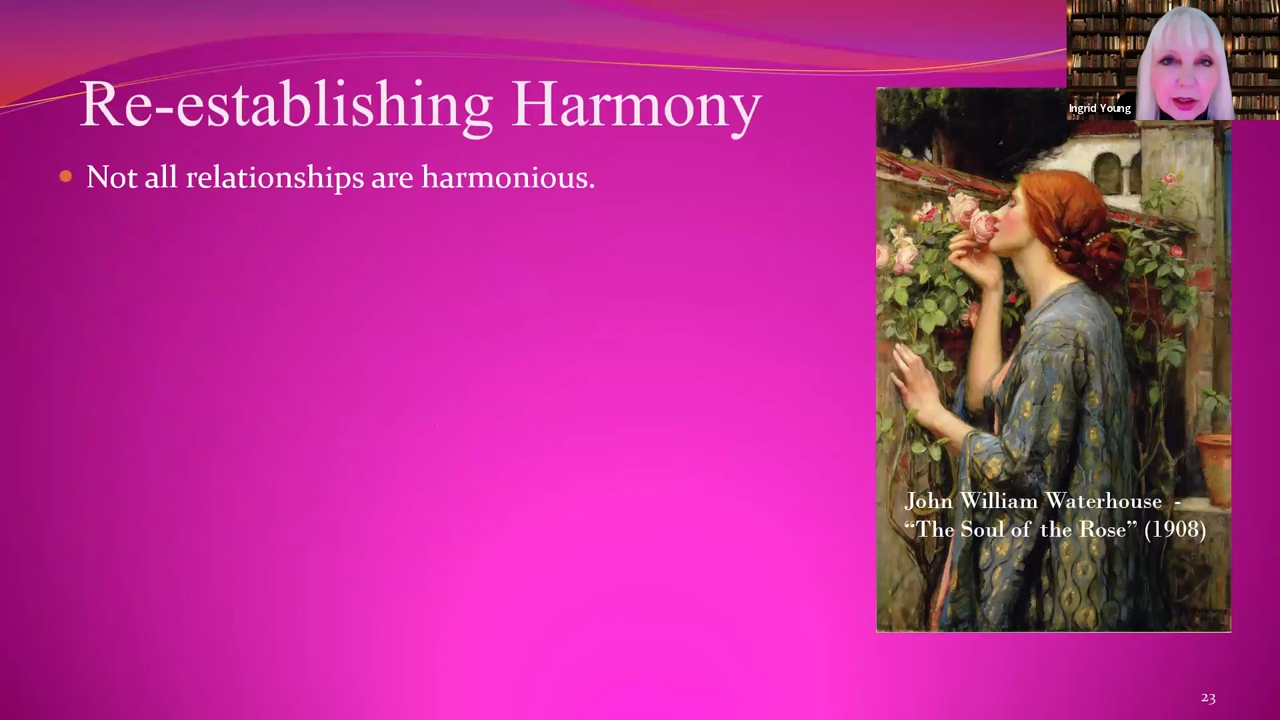 Re-establishing Harmony
Not all relationships are harmonious.
Ingrid Young
John William Waterhouse -
“The Soul of the Rose” (1908)
23